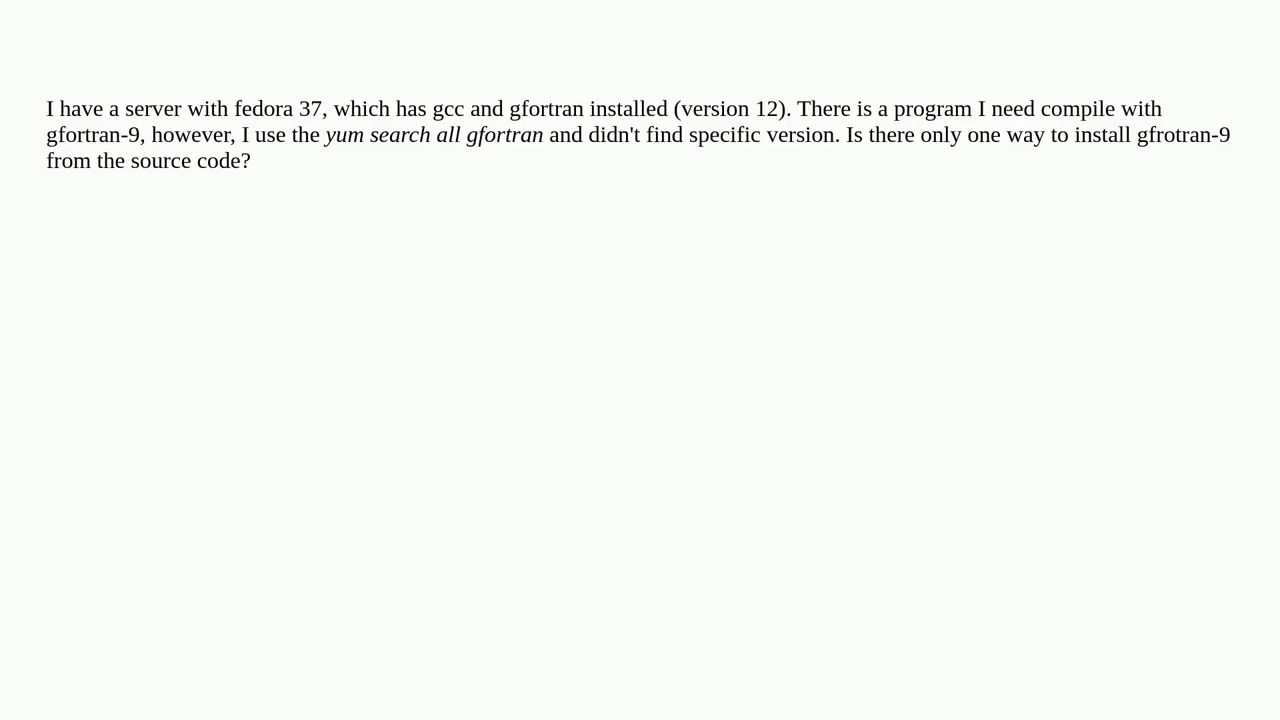 I have a server with fedora 37, which has gcc and gfortran installed (version 12). There is a program I need compile with
gfortran-9, however, I use the yum search all gfortran and didn't find specific version. Is there only one way to install gfrotran-9
from the source code?